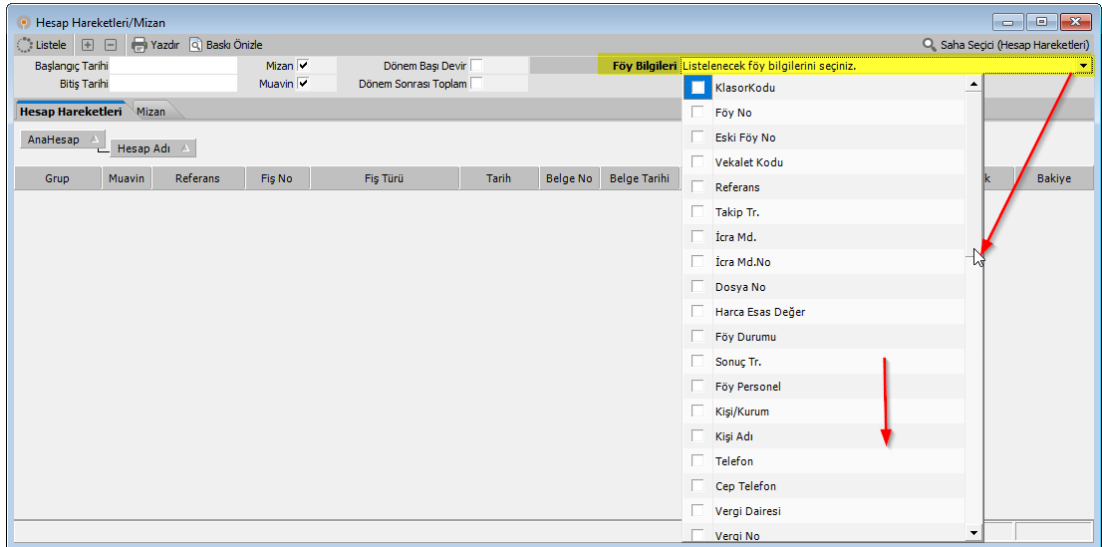 Hesap Hareketleri/Mizan
Listele Yazdır Baskı Önizle Saha Seçici (Hesap Hareketleri)
Başlangıç Tarihi Mizan Dönem Başı Devir Föy Bilgileri Listelenecek föy bilgilerini seçiniz.
Bitiş Tarihi Muavin Dönem Sonrası Toplam
KlasorKodu
Hesap Hareketleri Mizan
Föy No
Eski Föy No
AnaHesap
Hesap Adı
Vekalet Kodu
Grup Muavin Referans Fiş No Fiş Türü Tarih Belge No Belge Tarihi k Bakiye
Referans
Takip Tr.
İcra Md.
İcra Md.No
Dosya No
Harca Esas Değer
Föy Durumu
Sonuç Tr.
Föy Personel
Kişi/Kurum
Kişi Adı
Telefon
Cep Telefon
Vergi Dairesi
Vergi No